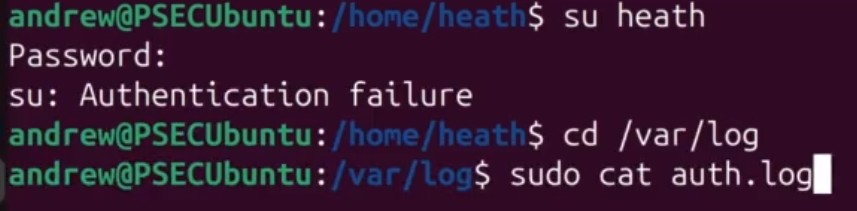 andrew@PSECUbuntu:/home/heath$ su heath
Password:
su: Authentication failure
andrew@PSECUbuntu:/home/heath$ cd /var/log
andrew@PSECUbuntu:/var/log$ sudo cat auth.log